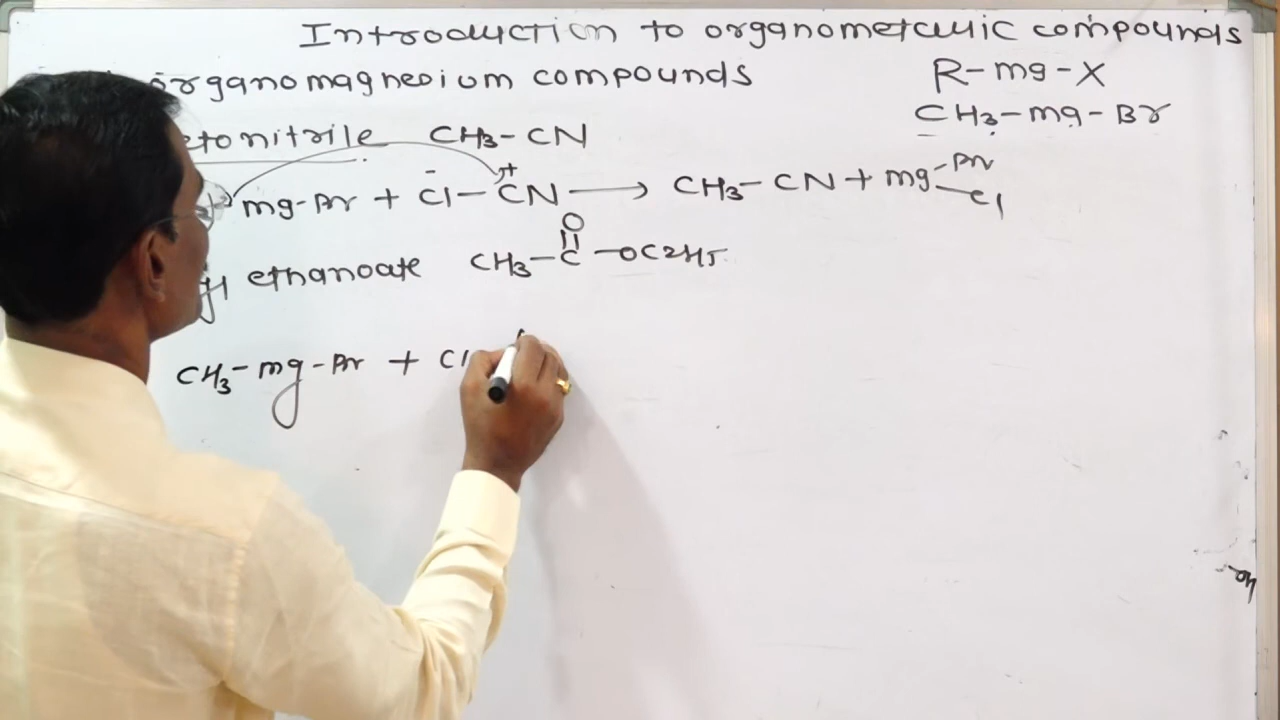 Introduction to organometallic compounds
organomagnesium compounds R-mg-X
CH3-mg-Br
etonitrile CH3-CN
mg-Br + Cl-CN → CH3-CN + mg-Br
Cl
O
yl ethanoate CH3-C-OC2H5
CH3-mg-Br + Cl